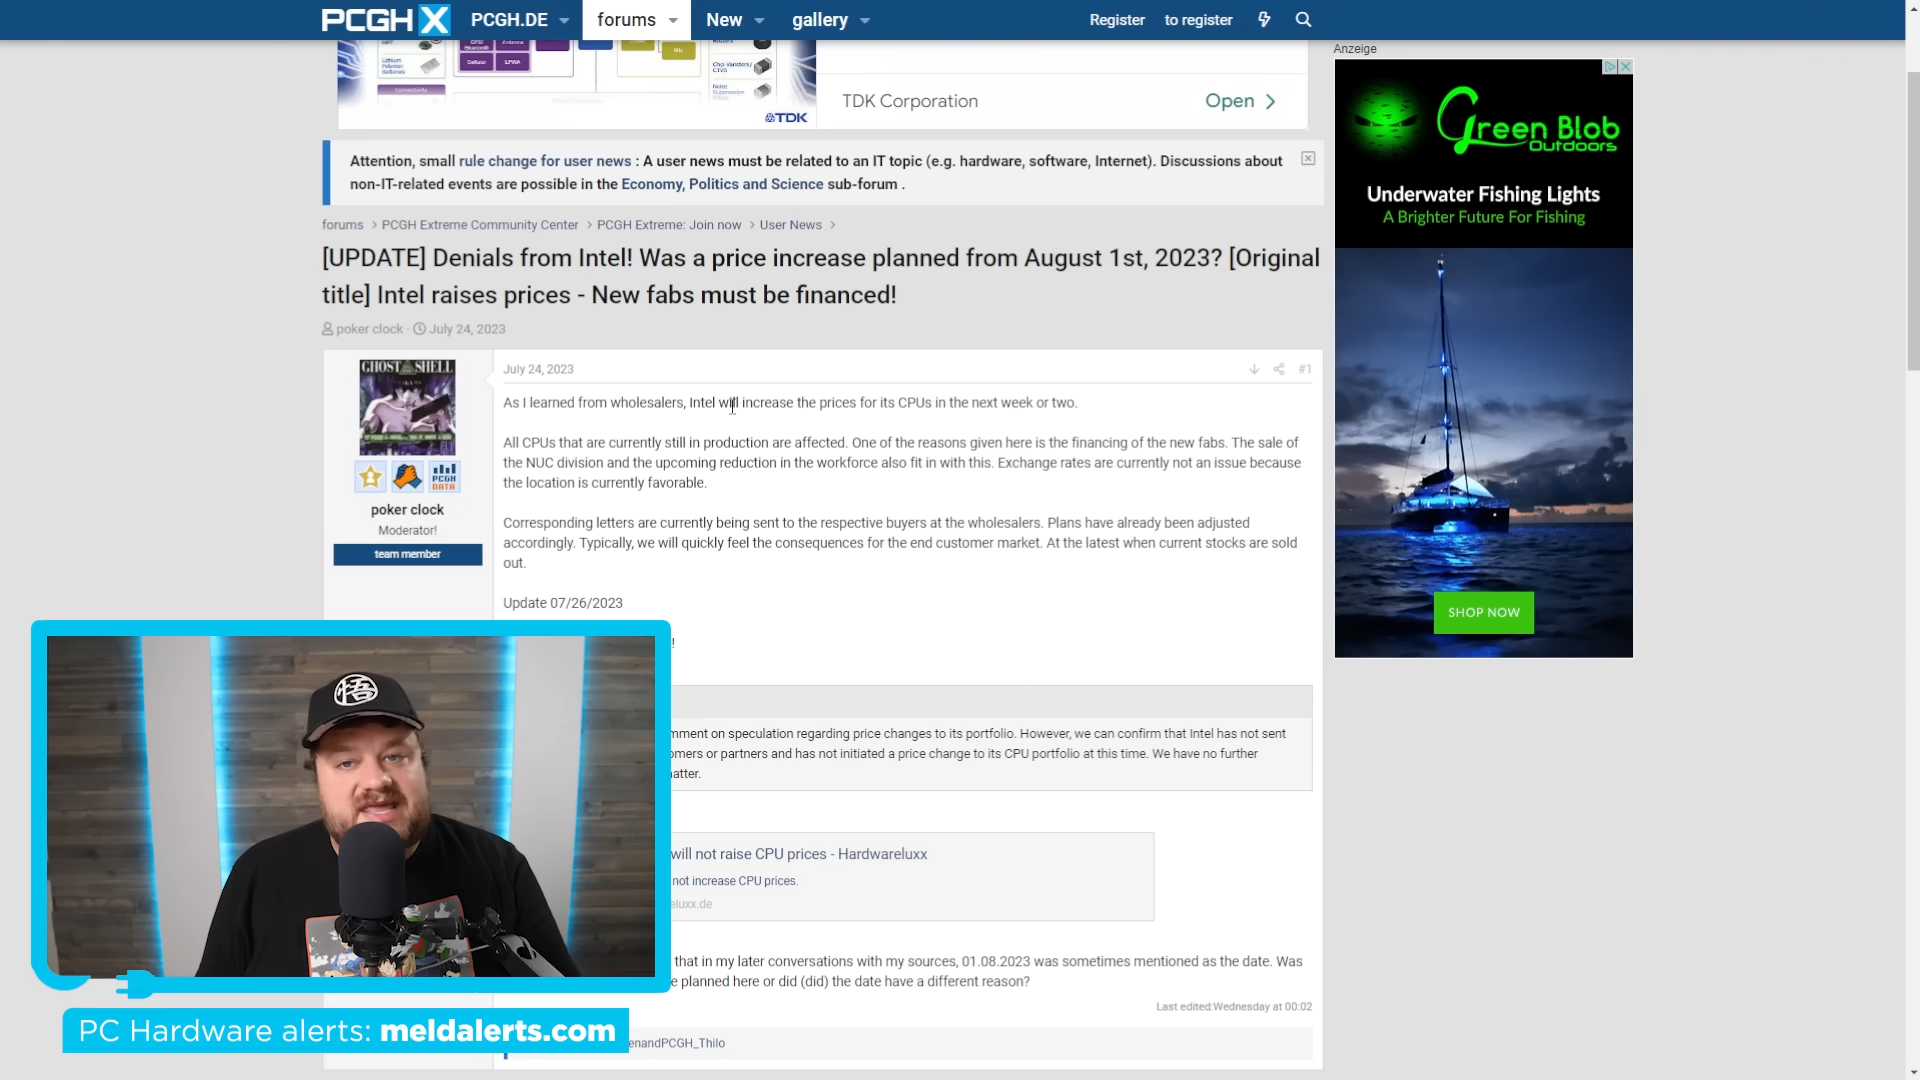 PCGH X PCGH.DE forums New gallery Register to register
Anzeige
TDK
TDK Corporation
Open
Attention, small rule change for user news : A user news must be related to an IT topic (e.g. hardware, software, Internet). Discussions about
non-IT-related events are possible in the Economy, Politics and Science sub-forum .
forums > PCGH Extreme Community Center > PCGH Extreme: Join now > User News >
[UPDATE] Denials from Intel! Was a price increase planned from August 1st, 2023? [Original
title] Intel raises prices - New fabs must be financed!
poker clock · July 24, 2023
GHOST SHELL
PCGH
DATA
poker clock
Moderator!
team member
July 24, 2023
#1
As I learned from wholesalers, Intel will increase the prices for its CPUs in the next week or two.
All CPUs that are currently still in production are affected. One of the reasons given here is the financing of the new fabs. The sale of
the NUC division and the upcoming reduction in the workforce also fit in with this. Exchange rates are currently not an issue because
the location is currently favorable.
Corresponding letters are currently being sent to the respective buyers at the wholesalers. Plans have already been adjusted
accordingly. Typically, we will quickly feel the consequences for the end customer market. At the latest when current stocks are sold
out.
Update 07/26/2023
!
mment on speculation regarding price changes to its portfolio. However, we can confirm that Intel has not sent
omers or partners and has not initiated a price change to its CPU portfolio at this time. We have no further
atter.
will not raise CPU prices - Hardwareluxx
not increase CPU prices.
eluxx.de
that in my later conversations with my sources, 01.08.2023 was sometimes mentioned as the date. Was
e planned here or did (did) the date have a different reason?
Last edited:Wednesday at 00:02
enandPCGH_Thilo
Green Blob
Outdoors
Underwater Fishing Lights
A Brighter Future For Fishing
SHOP NOW
悟
PC Hardware alerts: meldalerts.com